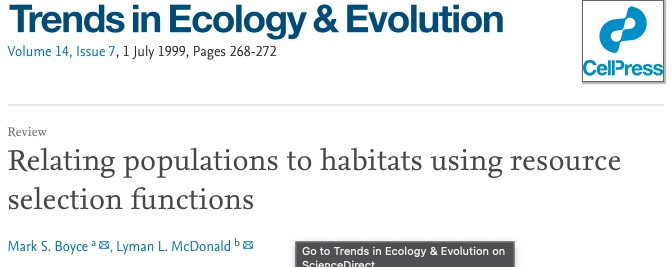 Trends in Ecology & Evolution
Volume 14, Issue 7, 1 July 1999, Pages 268-272
CellPress
Review
Relating populations to habitats using resource
selection functions
Mark S. Boyce a, Lyman L. McDonald b
Go to Trends in Ecology & Evolution on
ScienceDirect